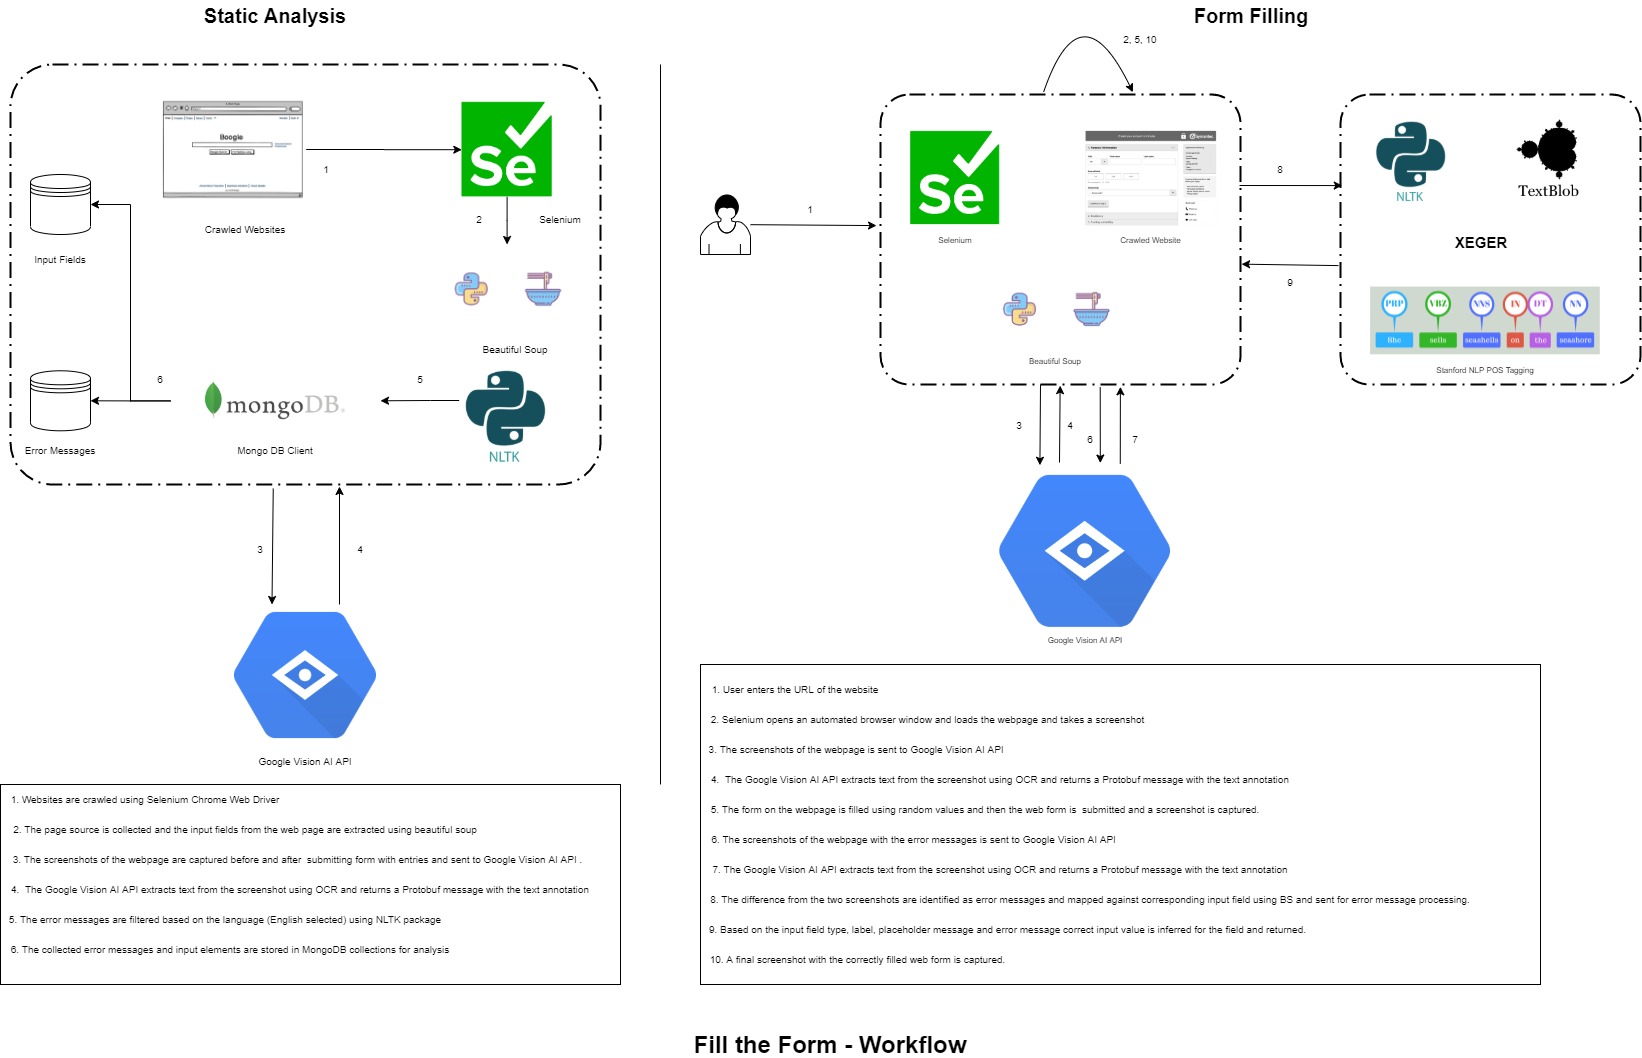 Static Analysis
Form Filling
2, 5, 10
Boogle
1
Se
2
Selenium
Crawled Websites
Input Fields
Beautiful Soup
6
5
mongoDB.
NLTK
Error Messages
Mongo DB Client
3
4
Google Vision AI API
1
Se
Selenium
Crawled Website
Beautiful Soup
8
9
NLTK
TextBlob
XEGER
PRP VBZ NNS IN DT NN
She sells seashells on the seashore
Stanford NLP POS Tagging
3
4
6
7
Google Vision AI API
1. Websites are crawled using Selenium Chrome Web Driver
2. The page source is collected and the input fields from the web page are extracted using beautiful soup
3. The screenshots of the webpage are captured before and after submitting form with entries and sent to Google Vision AI API .
4. The Google Vision AI API extracts text from the screenshot using OCR and returns a Protobuf message with the text annotation
5. The error messages are filtered based on the language (English selected) using NLTK package
6. The collected error messages and input elements are stored in MongoDB collections for analysis
1. User enters the URL of the website
2. Selenium opens an automated browser window and loads the webpage and takes a screenshot
3. The screenshots of the webpage is sent to Google Vision AI API
4. The Google Vision AI API extracts text from the screenshot using OCR and returns a Protobuf message with the text annotation
5. The form on the webpage is filled using random values and then the web form is submitted and a screenshot is captured.
6. The screenshots of the webpage with the error messages is sent to Google Vision AI API
7. The Google Vision AI API extracts text from the screenshot using OCR and returns a Protobuf message with the text annotation
8. The difference from the two screenshots are identified as error messages and mapped against corresponding input field using BS and sent for error message processing.
9. Based on the input field type, label, placeholder message and error message correct input value is inferred for the field and returned.
10. A final screenshot with the correctly filled web form is captured.
Fill the Form - Workflow